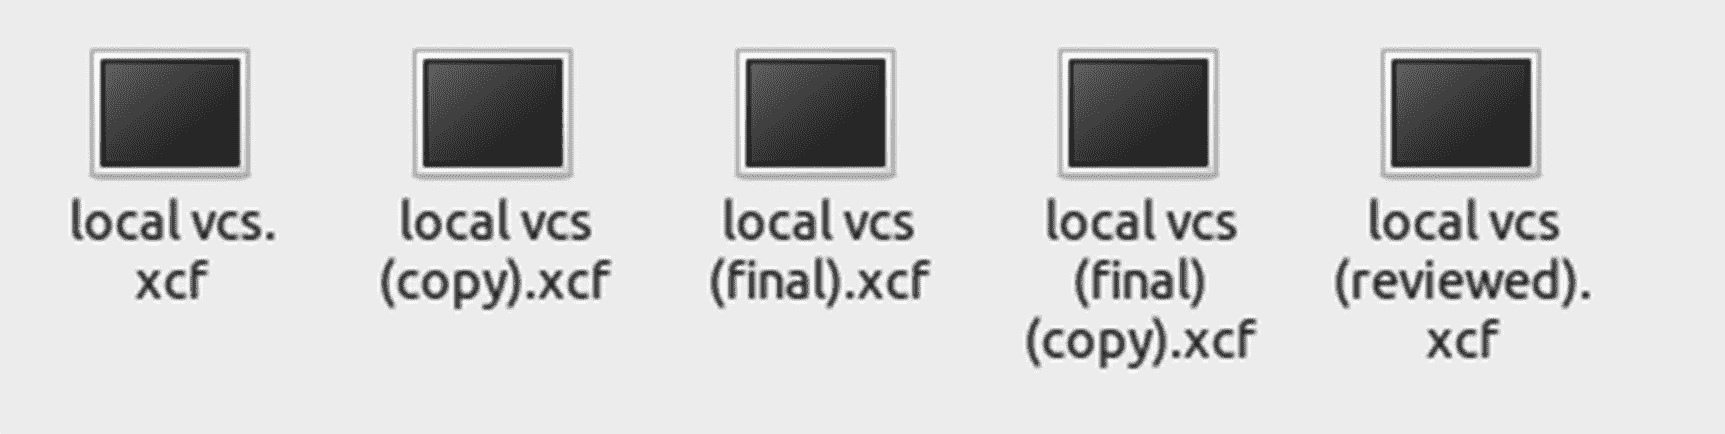 local vcs.
xcf
local vcs
(copy).xcf
local vcs
(final).xcf
local vcs
(final)
(copy).xcf
local vcs
(reviewed).
xcf